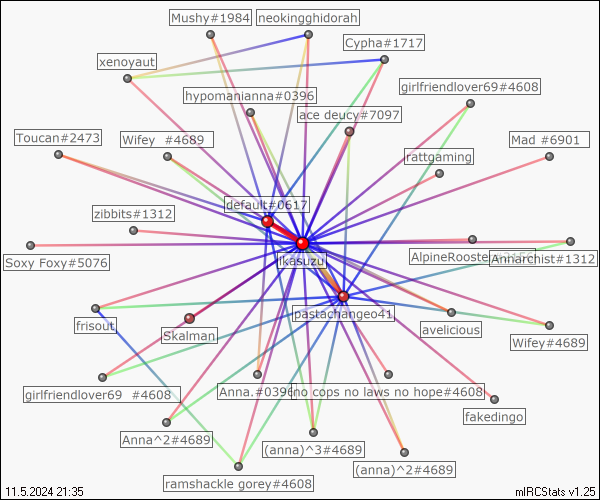 Mushy#1984
neokingghidorah
Cypha#1717
xenoyaut
girlfriendlover69#4608
hypomanianna#0396
ace deucy#7097
Toucan#2473
Wifey  #4689
Mad #6901
rattgaming
default#0617
zibbits#1312
Soxy Foxy#5076
ikasuzu
AlpineRooster
Annarchist#1312
pastachangeo41
frisout
Skalman
avelicious
Wifey#4689
girlfriendlover69  #4608
Anna.#0396
no cops no laws no hope#4608
fakedingo
Anna^2#4689
(anna)^3#4689
(anna)^2#4689
ramshackle gorey#4608
11.5.2024 21:35
mIRCStats v1.25